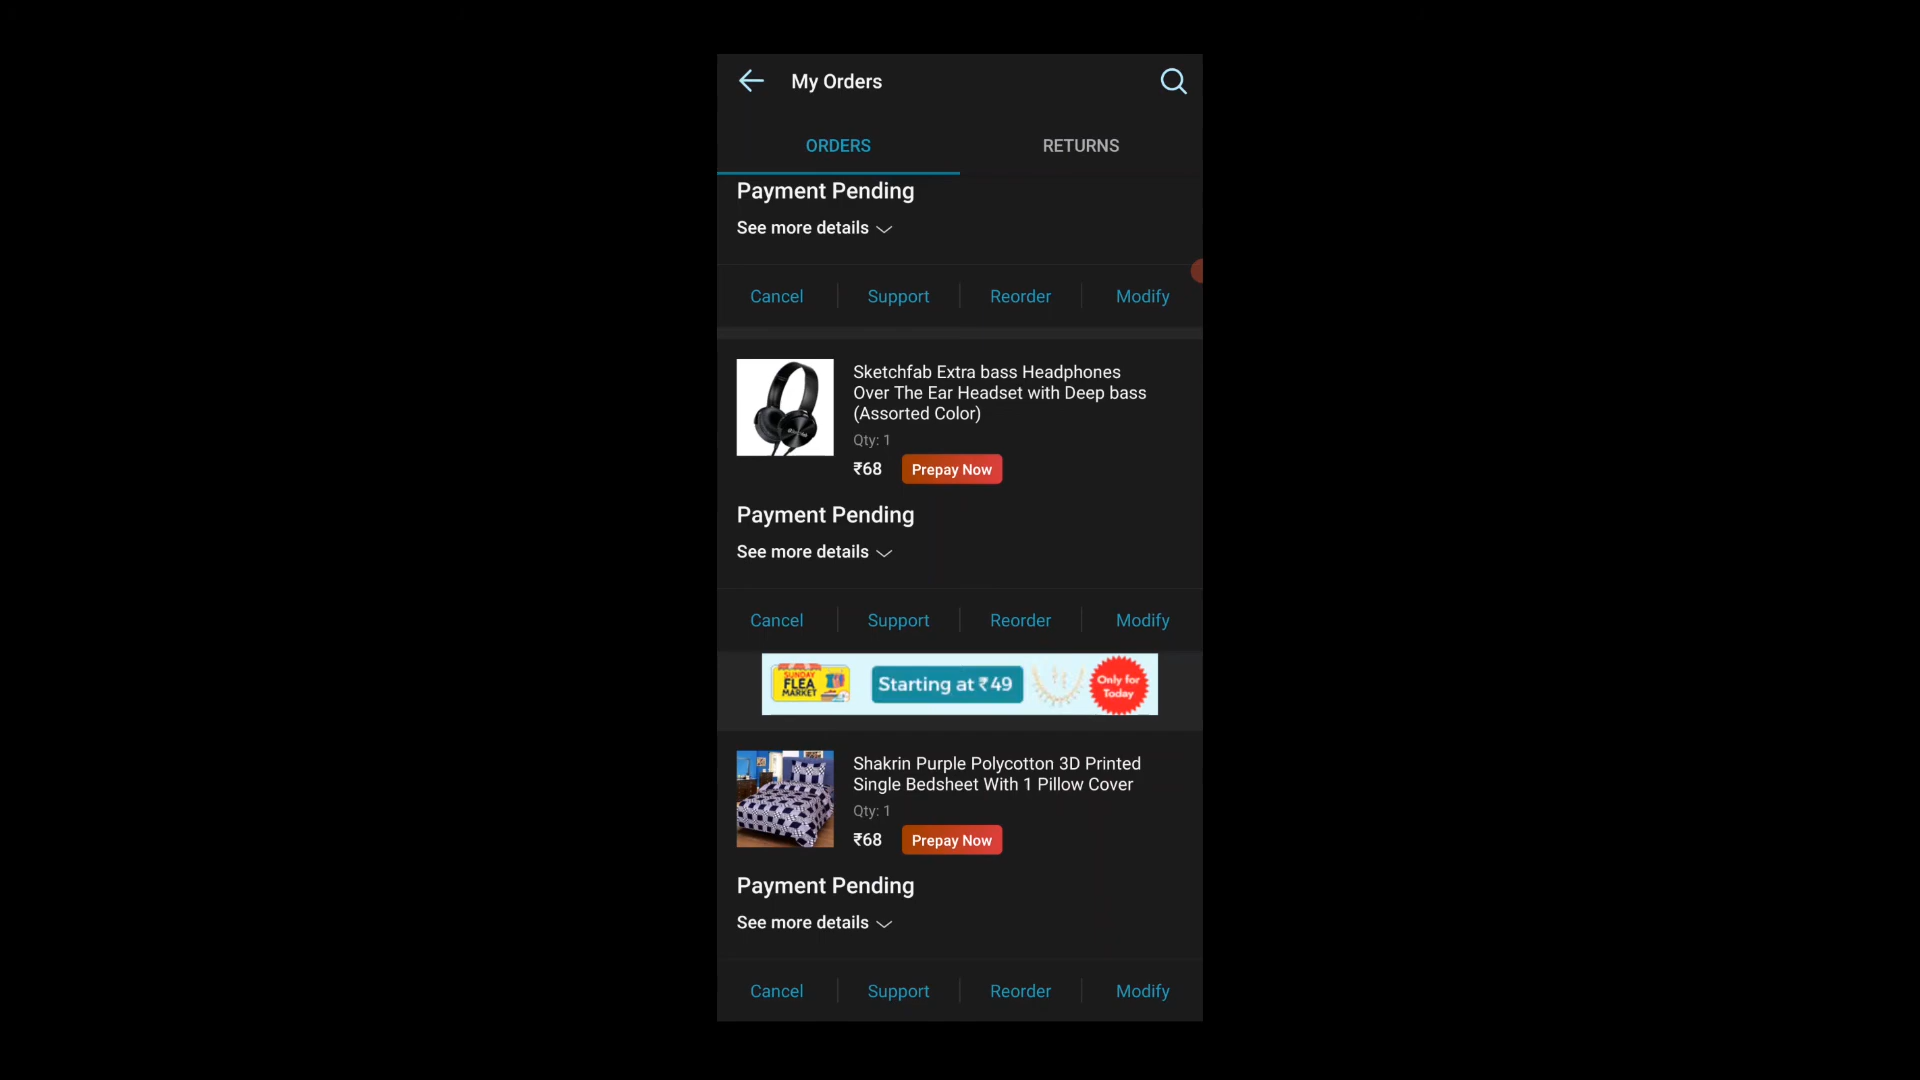 My Orders
ORDERS
RETURNS
Payment Pending
See more details
Cancel
Support
Reorder
Modify
Sketchfab Extra bass Headphones
Over The Ear Headset with Deep bass
(Assorted Color)
Qty: 1
₹68
Prepay Now
Payment Pending
See more details
Cancel
Support
Reorder
Modify
SUNDAY
FLEA
MARKET
Starting at ₹49
Only for
Today
Shakrin Purple Polycotton 3D Printed
Single Bedsheet With 1 Pillow Cover
Qty: 1
₹68
Prepay Now
Payment Pending
See more details
Cancel
Support
Reorder
Modify